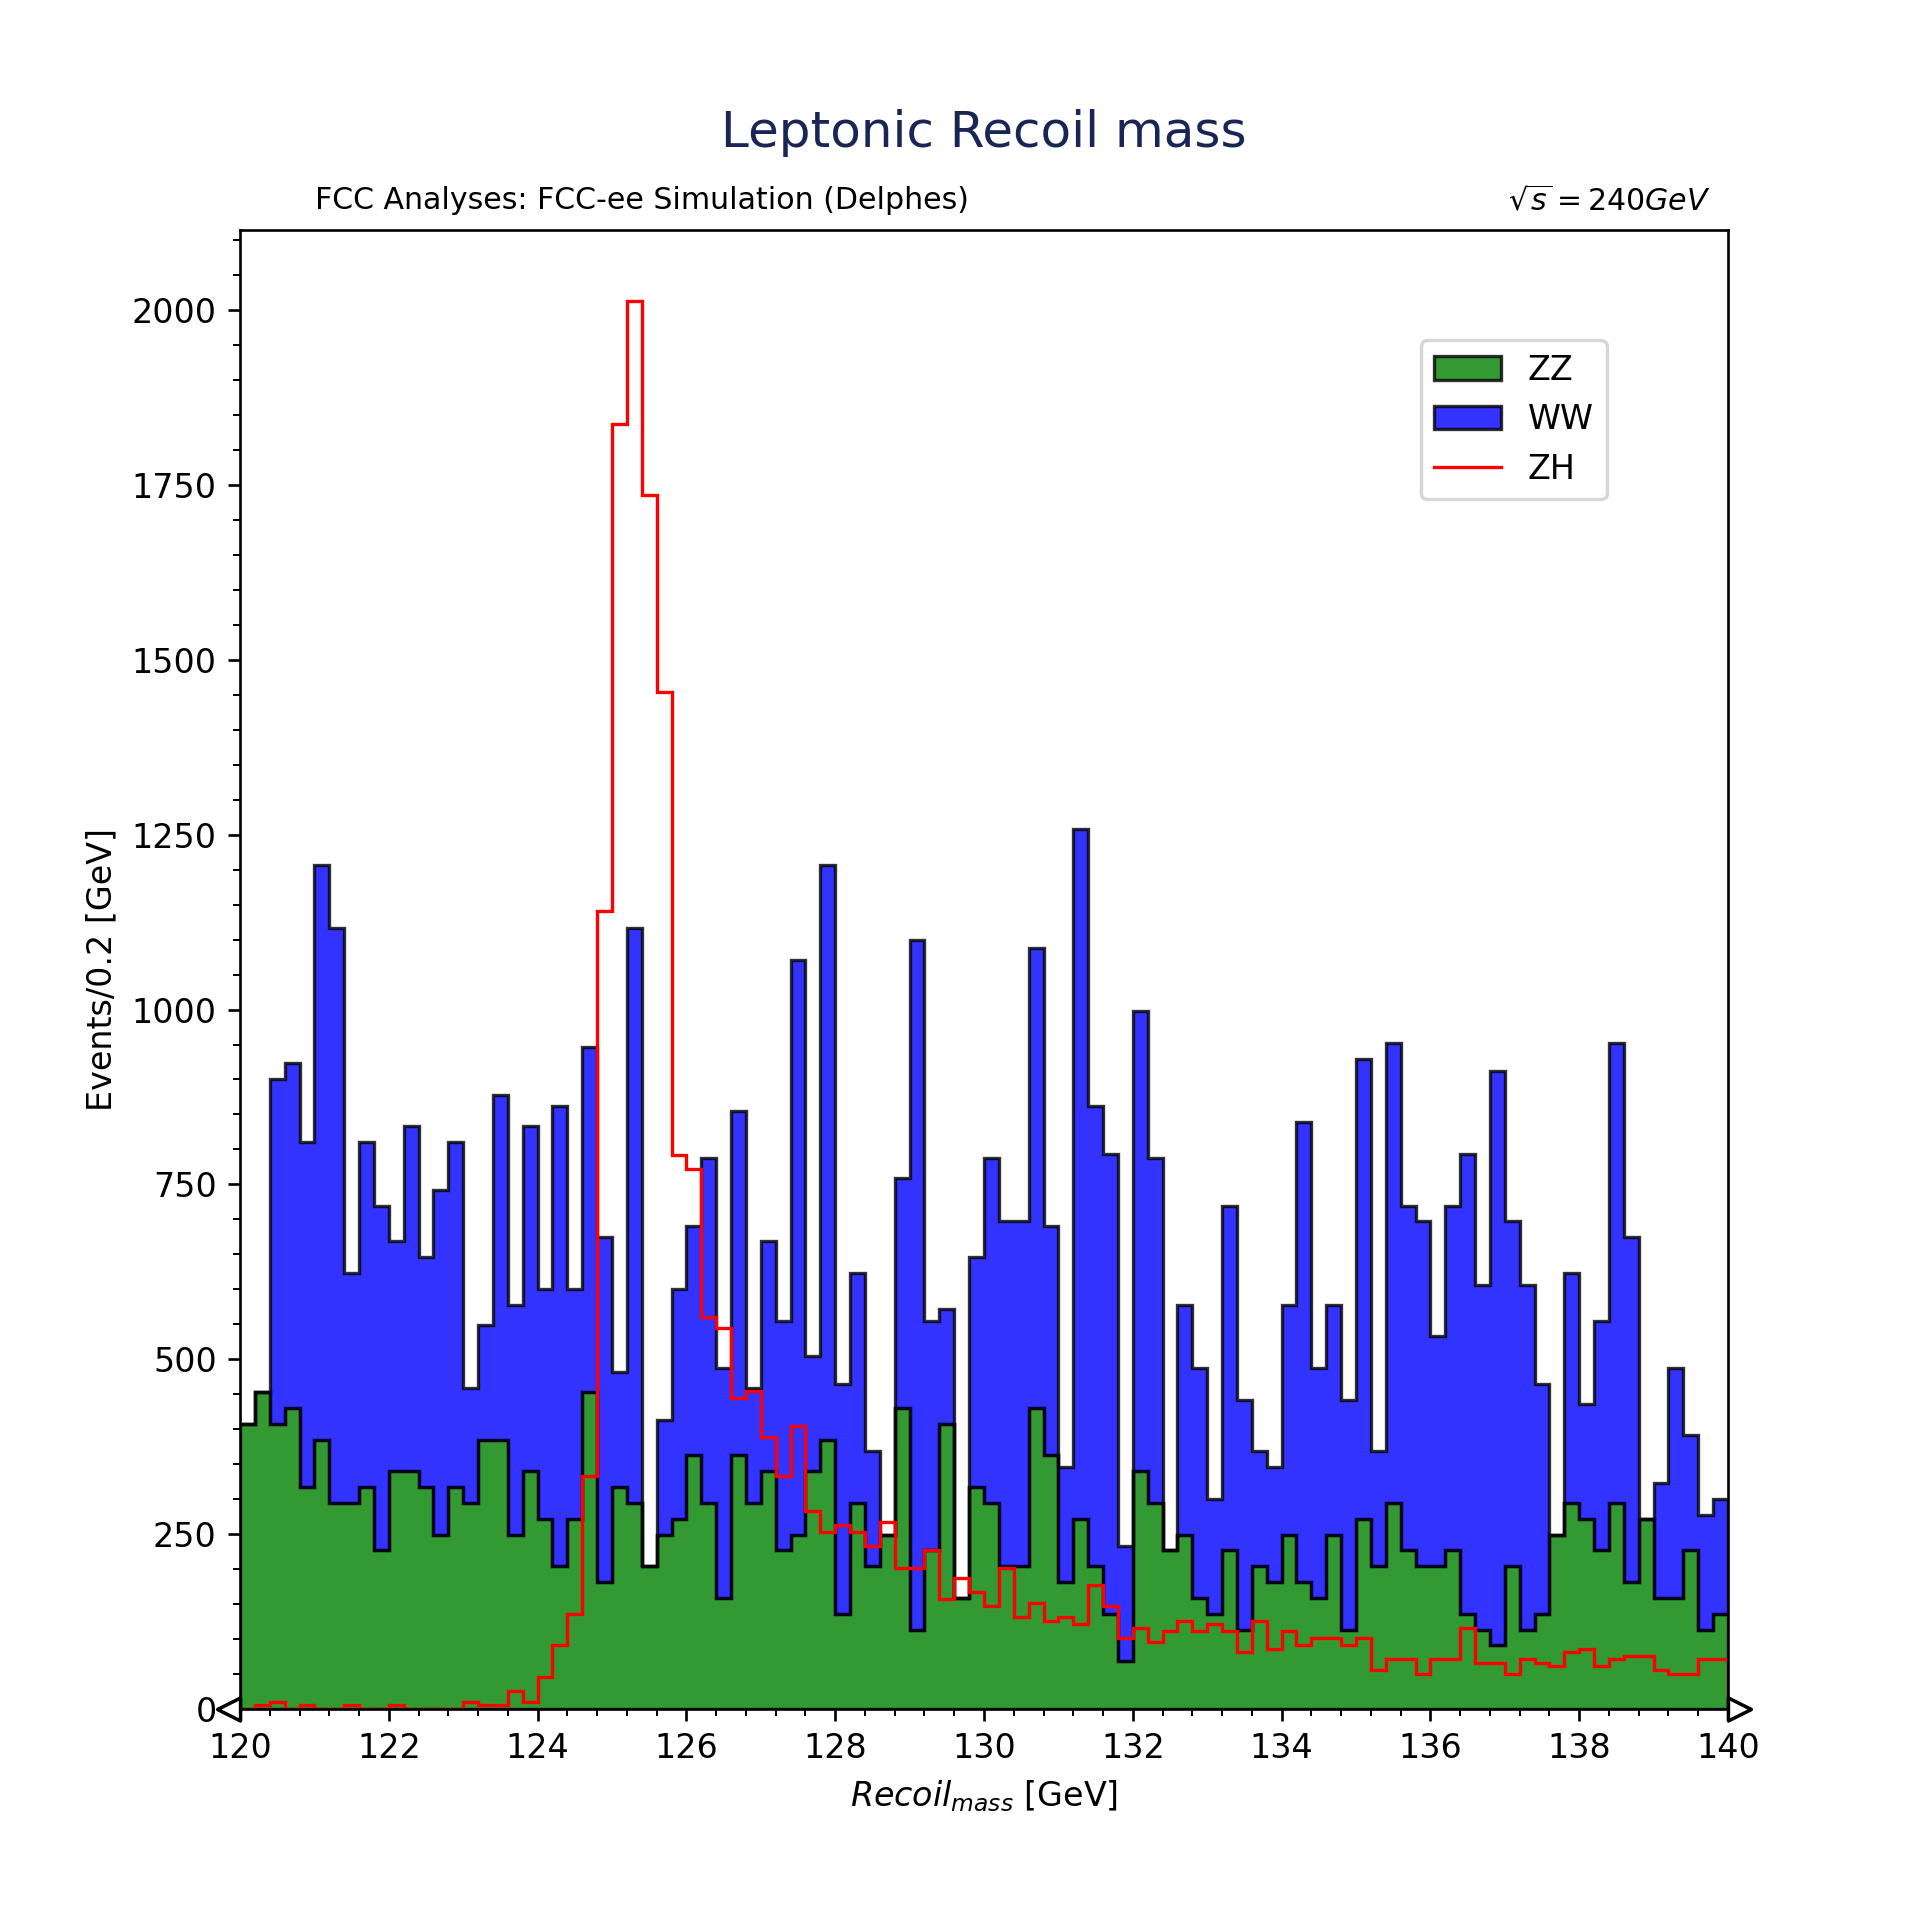 Leptonic Recoil mass
FCC Analyses: FCC-ee Simulation (Delphes)
√s = 240GeV
2000
1750
1500
1250
1000
750
500
250
0
Events/0.2 [GeV]
ZZ
WW
ZH
120 122 124 126 128 130 132 134 136 138 140
Recoil_mass [GeV]